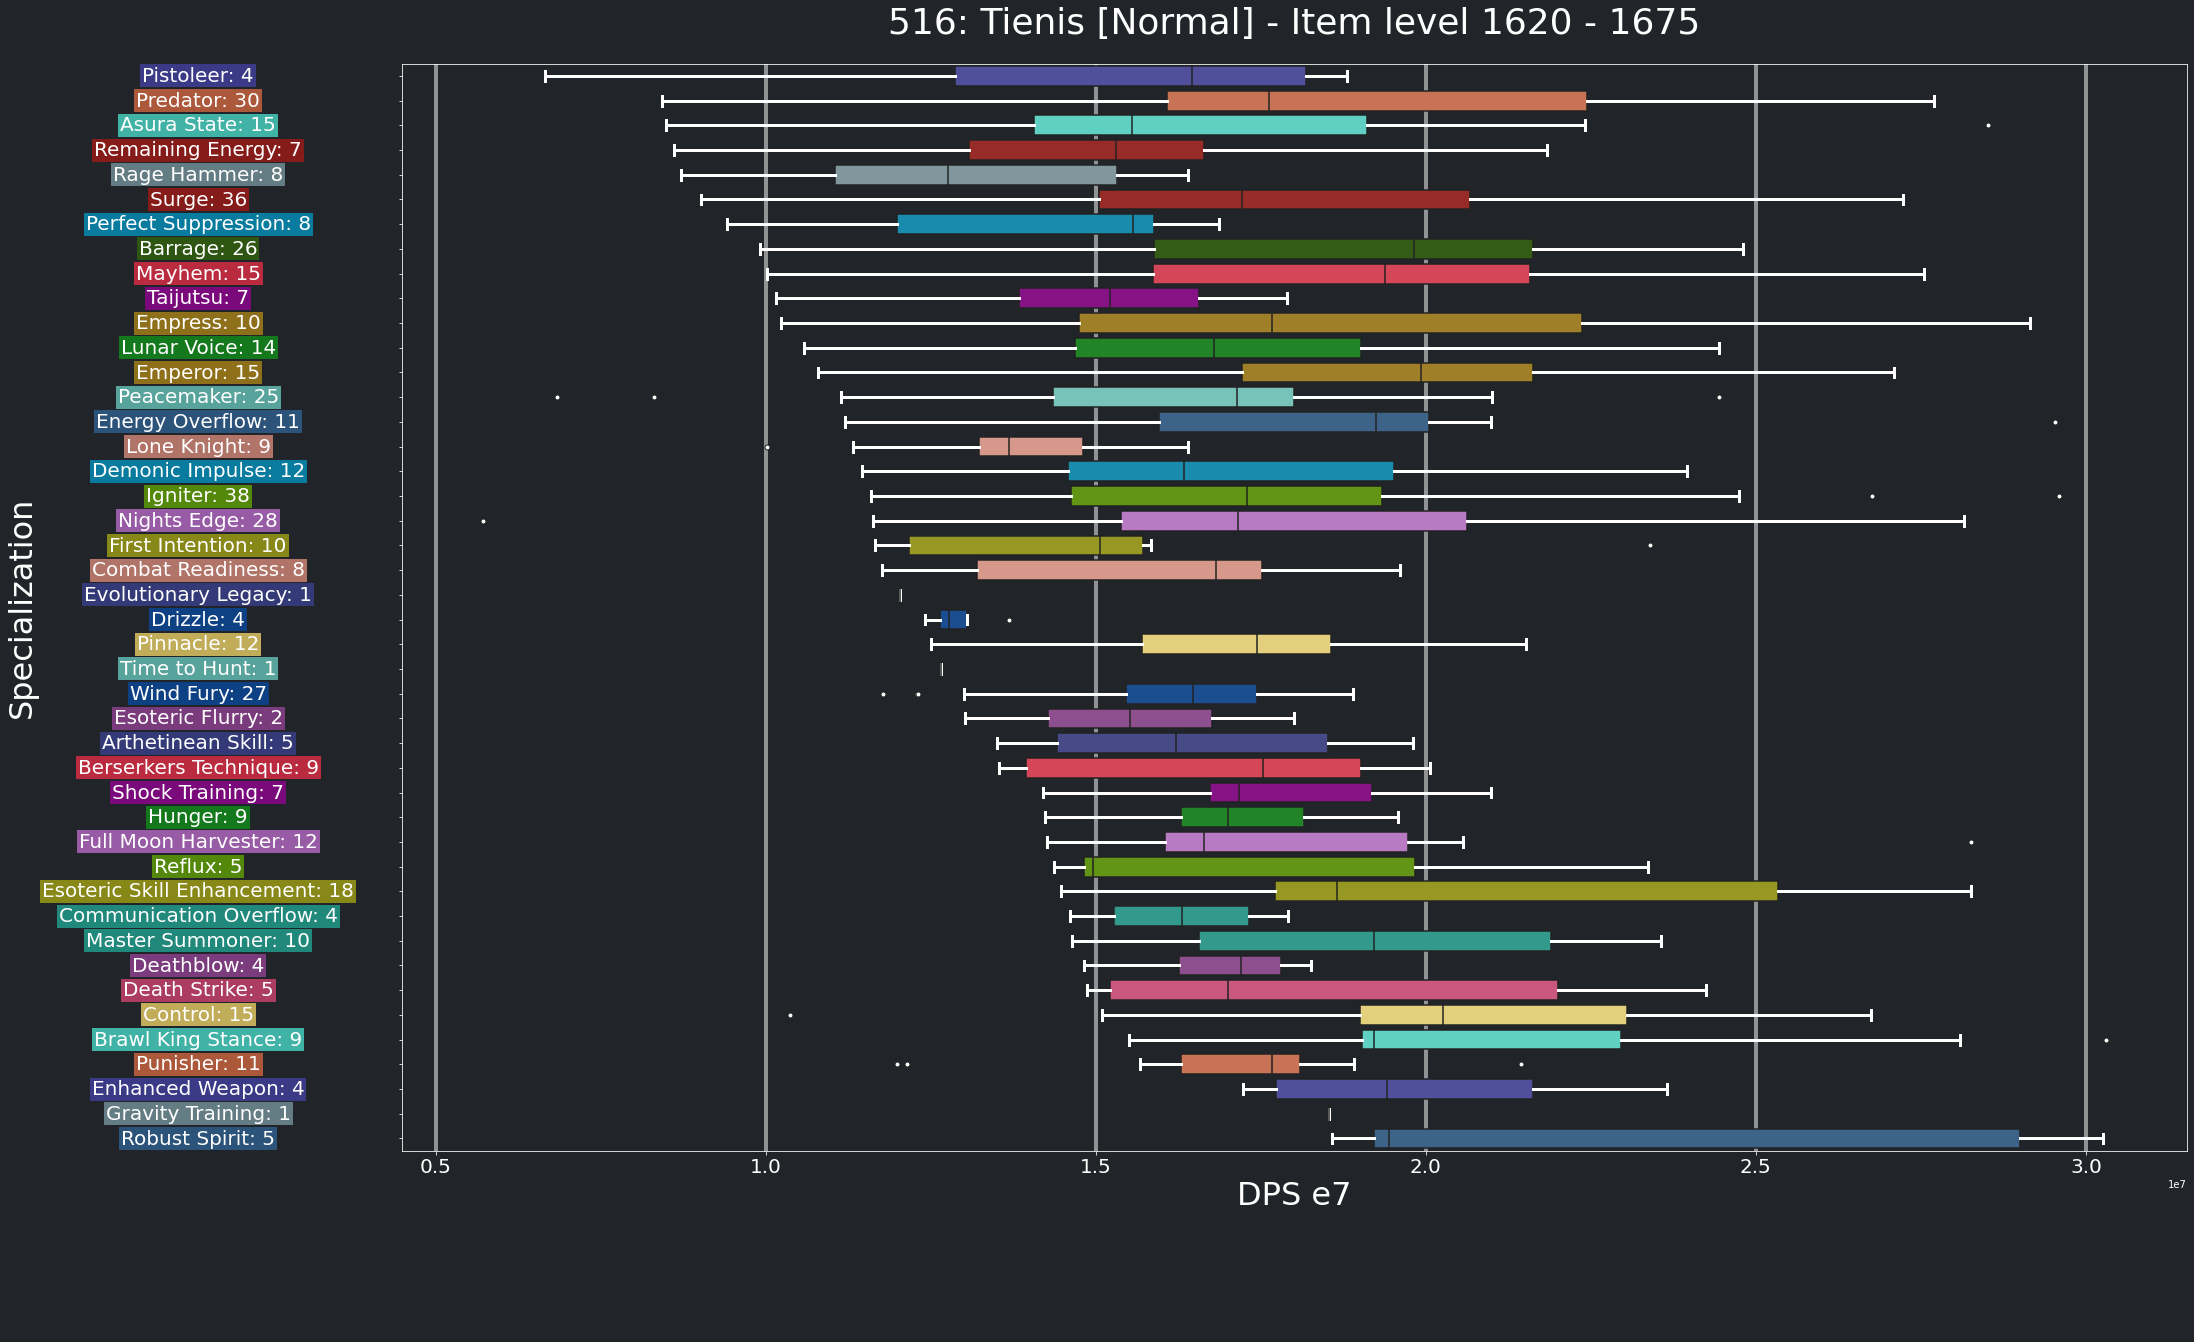 516: Tienis [Normal] - Item level 1620 - 1675
Pistoleer: 4
Predator: 30
Asura State: 15
Remaining Energy: 7
Rage Hammer: 8
Surge: 36
Perfect Suppression: 8
Barrage: 26
Mayhem: 15
Taijutsu: 7
Empress: 10
Lunar Voice: 14
Emperor: 15
Peacemaker: 25
Energy Overflow: 11
Lone Knight: 9
Demonic Impulse: 12
Igniter: 38
Nights Edge: 28
First Intention: 10
Combat Readiness: 8
Evolutionary Legacy: 1
Drizzle: 4
Pinnacle: 12
Time to Hunt: 1
Wind Fury: 27
Esoteric Flurry: 2
Arthetinean Skill: 5
Berserkers Technique: 9
Shock Training: 7
Hunger: 9
Full Moon Harvester: 12
Reflux: 5
Esoteric Skill Enhancement: 18
Communication Overflow: 4
Master Summoner: 10
Deathblow: 4
Death Strike: 5
Control: 15
Brawl King Stance: 9
Punisher: 11
Enhanced Weapon: 4
Gravity Training: 1
Robust Spirit: 5
Specialization
0.5 1.0 1.5 2.0 2.5 3.0
1e7
DPS e7